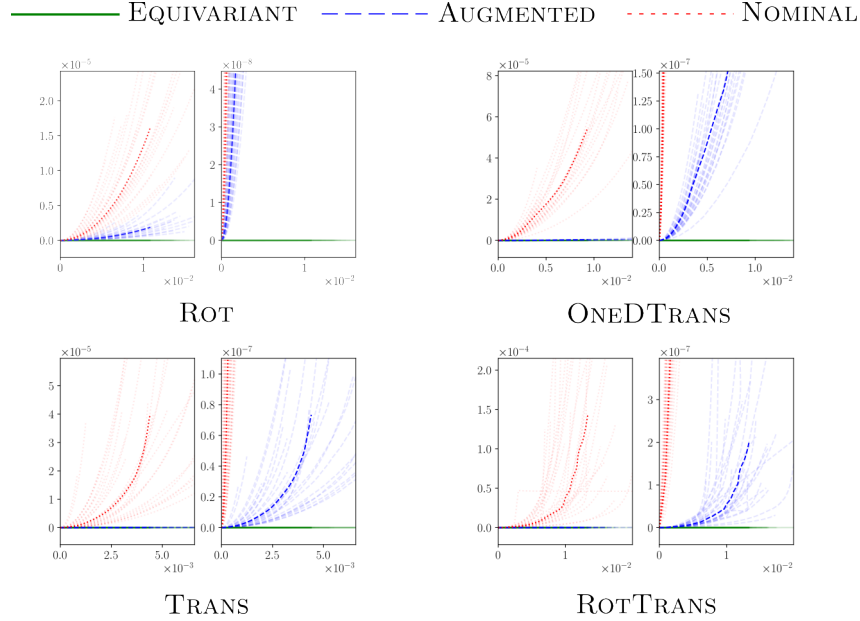 EQUIVARIANT AUGMENTED NOMINAL
×10⁻⁵ ×10⁻⁸ ×10⁻⁵ ×10⁻⁷
2.0 1.5 1.0 0.5 0.0
4 3 2 1 0
8 6 4 2 0
1.50 1.25 1.00 0.75 0.50 0.25 0.00
0 1 0 1 0.0 0.5 1.0 0.0 0.5 1.0
×10⁻² ×10⁻² ×10⁻² ×10⁻²
ROT ONEDTRANS
×10⁻⁵ ×10⁻⁷ ×10⁻⁴ ×10⁻⁷
6 5 4 3 2 1 0
1.0 0.8 0.6 0.4 0.2 0.0
2.0 1.5 1.0 0.5 0.0
3 2 1 0
0.0 2.5 5.0 0.0 2.5 5.0 0 1 0 1
×10⁻³ ×10⁻³ ×10⁻² ×10⁻²
TRANS ROTTRANS